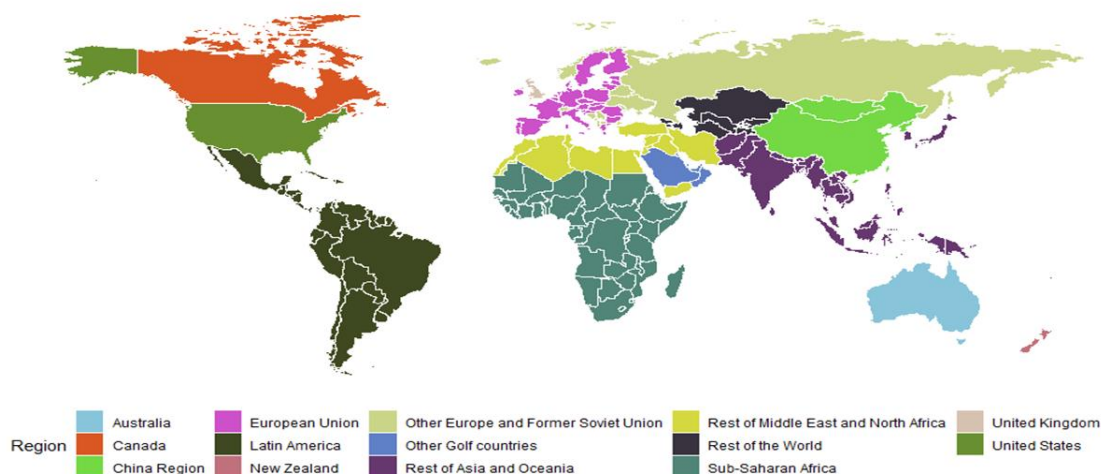 Australia European Union Other Europe and Former Soviet Union Rest of Middle East and North Africa United Kingdom
Region Canada Latin America Other Golf countries Rest of the World United States
China Region New Zealand Rest of Asia and Oceania Sub-Saharan Africa